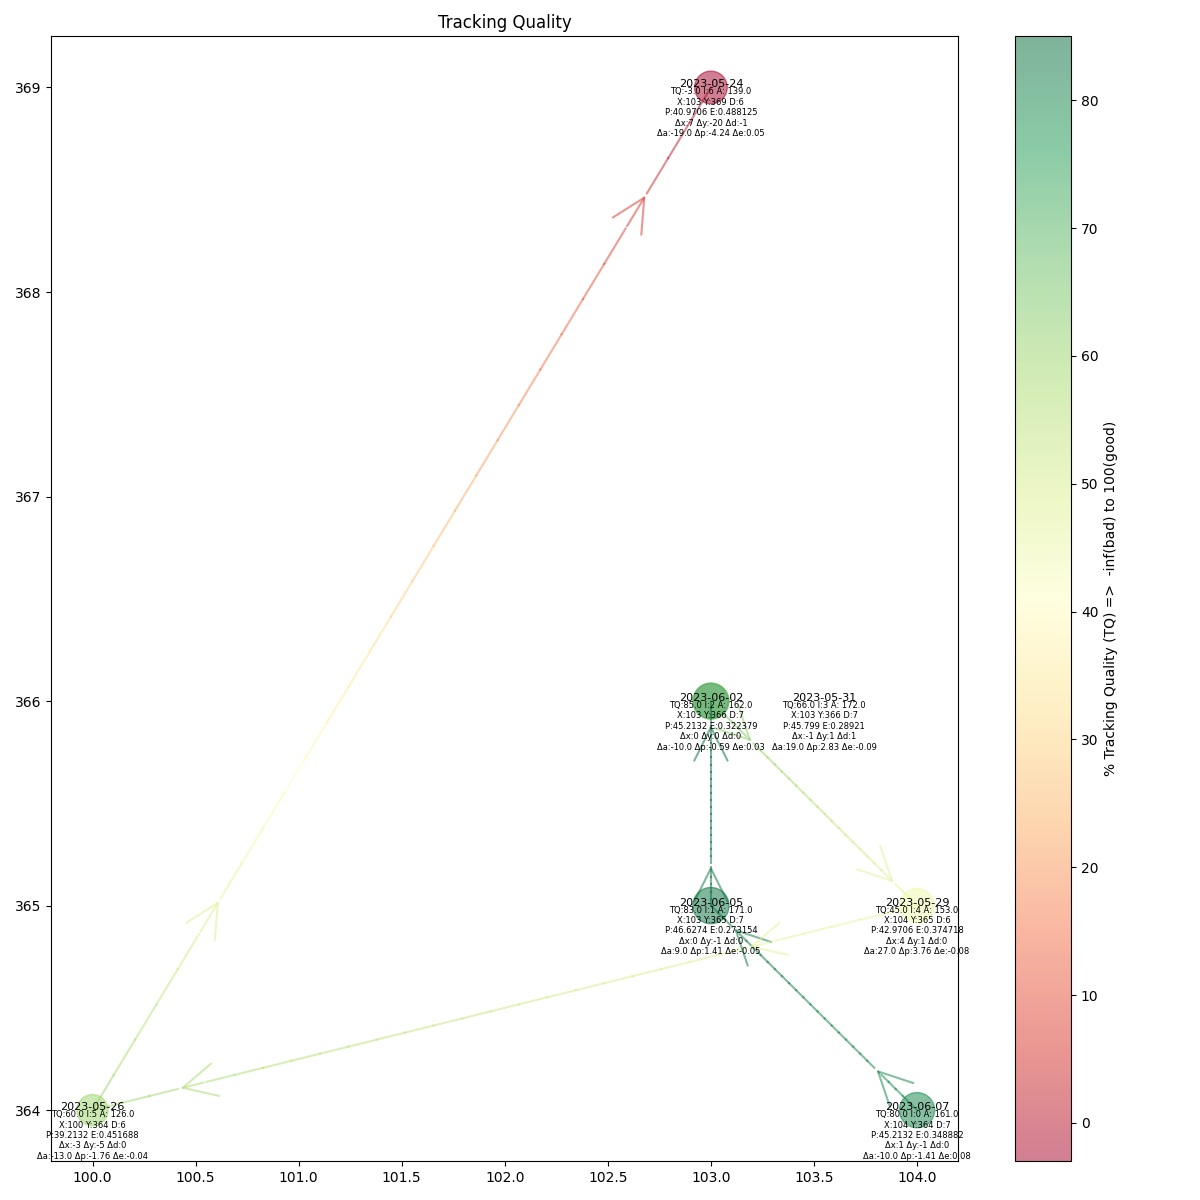 Tracking Quality
369
368
367
366
365
364
100.0
100.5
101.0
101.5
102.0
102.5
103.0
103.5
104.0
2023-05-24
TQ:-3.0 I:6 A: 139.0
X:103 Y:369 D:6
P:40.9706 E:0.488125
Δx:7 Δy:-20 Δd:-1
Δa:-19.0 Δp:-4.24 Δe:0.05
2023-06-02
TQ:85.0 I:2 A: 162.0
X:103 Y:366 D:7
P:45.2132 E:0.322379
Δx:0 Δy:0 Δd:0
Δa:-10.0 Δp:-0.59 Δe:0.03
2023-05-31
TQ:66.0 I:3 A: 172.0
X:103 Y:366 D:7
P:45.799 E:0.28921
Δx:-1 Δy:1 Δd:1
Δa:19.0 Δp:2.83 Δe:-0.09
2023-06-05
TQ:83.0 I:1 A: 171.0
X:103 Y:365 D:7
P:46.6274 E:0.273154
Δx:0 Δy:-1 Δd:0
Δa:9.0 Δp:1.41 Δe:-0.05
2023-05-29
TQ:45.0 I:4 A: 153.0
X:104 Y:365 D:6
P:42.9706 E:0.374718
Δx:4 Δy:1 Δd:0
Δa:27.0 Δp:3.76 Δe:-0.08
2023-05-26
TQ:60.0 I:5 A: 126.0
X:100 Y:364 D:6
P:39.2132 E:0.451688
Δx:-3 Δy:-5 Δd:0
Δa:-13.0 Δp:-1.76 Δe:-0.04
2023-06-07
TQ:80.0 I:0 A: 161.0
X:104 Y:364 D:7
P:45.2132 E:0.348882
Δx:1 Δy:-1 Δd:0
Δa:-10.0 Δp:-1.41 Δe:0.08
80
70
60
50
40
30
20
10
0
% Tracking Quality (TQ) => -inf(bad) to 100(good)